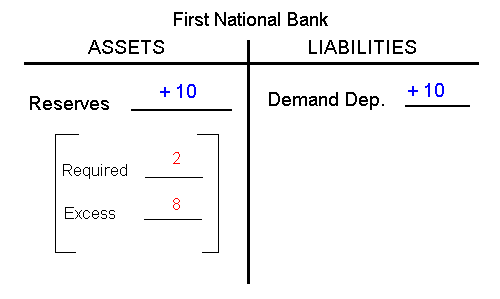 First National Bank
ASSETS LIABILITIES
Reserves + 10 Demand Dep. + 10
Required 2
Excess 8